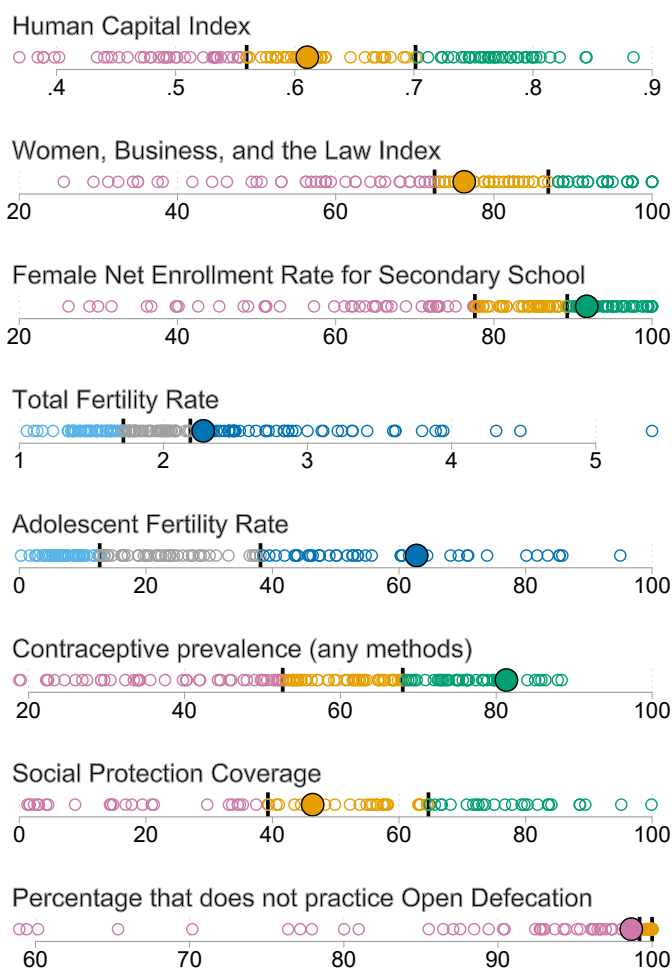 Human Capital Index
.4 .5 .6 .7 .8 .9
Women, Business, and the Law Index
20 40 60 80 100
Female Net Enrollment Rate for Secondary School
20 40 60 80 100
Total Fertility Rate
1 2 3 4 5
Adolescent Fertility Rate
0 20 40 60 80 100
Contraceptive prevalence (any methods)
20 40 60 80 100
Social Protection Coverage
0 20 40 60 80 100
Percentage that does not practice Open Defecation
60 70 80 90 100